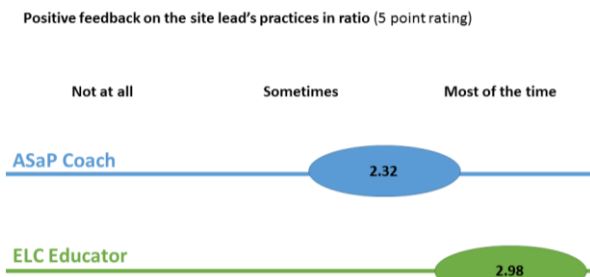 Positive feedback on the site lead's practices in ratio (5 point rating)
Not at all Sometimes Most of the time
ASaP Coach
2.32
ELC Educator
2.98